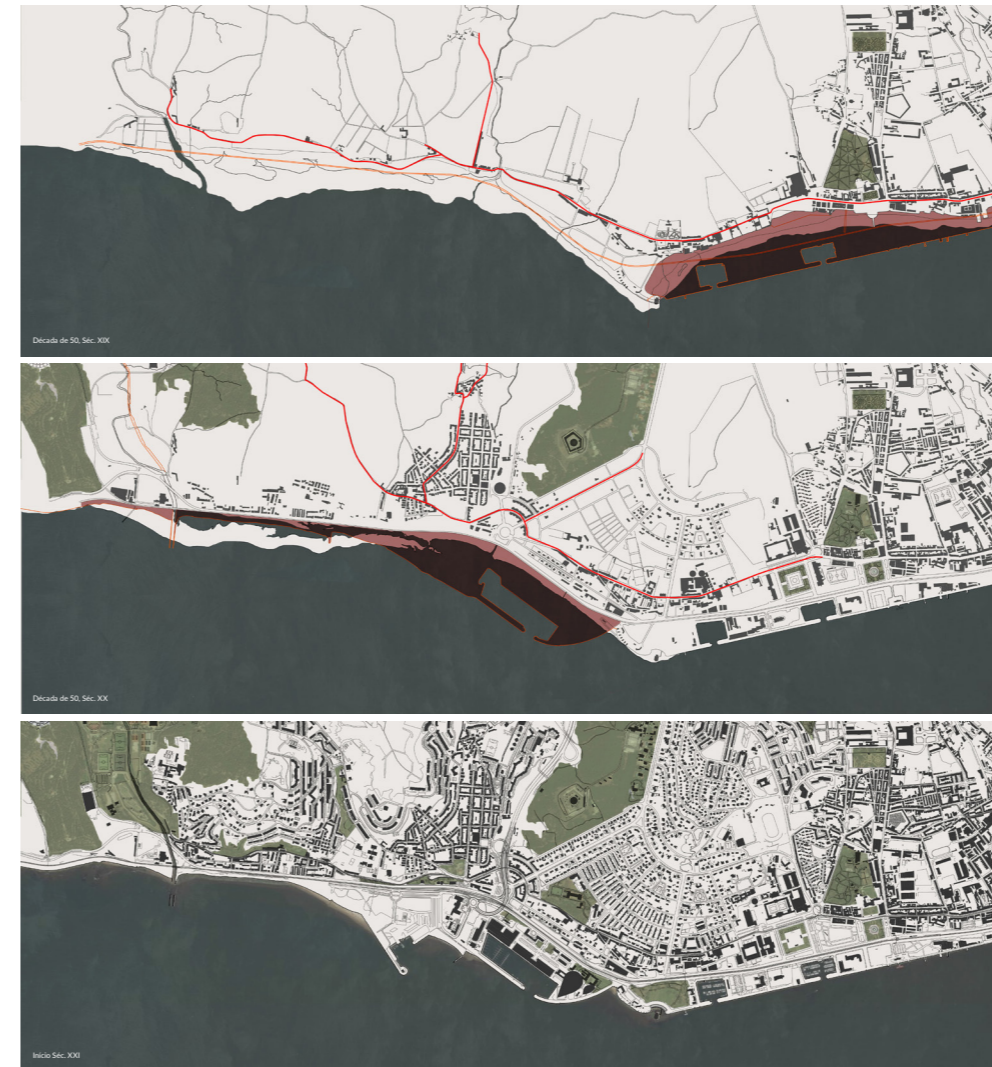 Década de 50, Séc. XIX
Década de 50, Séc. XX
Início Séc. XXI